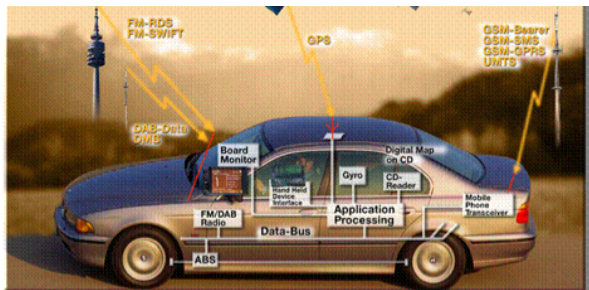 FM-RDS
FM-SWIFT
GPS
GSM-Bearer
GSM-SMS
GSM-GPRS
UMTS
DAB-Data
DMB
Board
Monitor
Digital Map
on CD
Gyro
CD-
Reader
Hand Held
Device
Interface
Mobile
Phone
Transceiver
FM/DAB
Radio
Application
Processing
Data-Bus
ABS